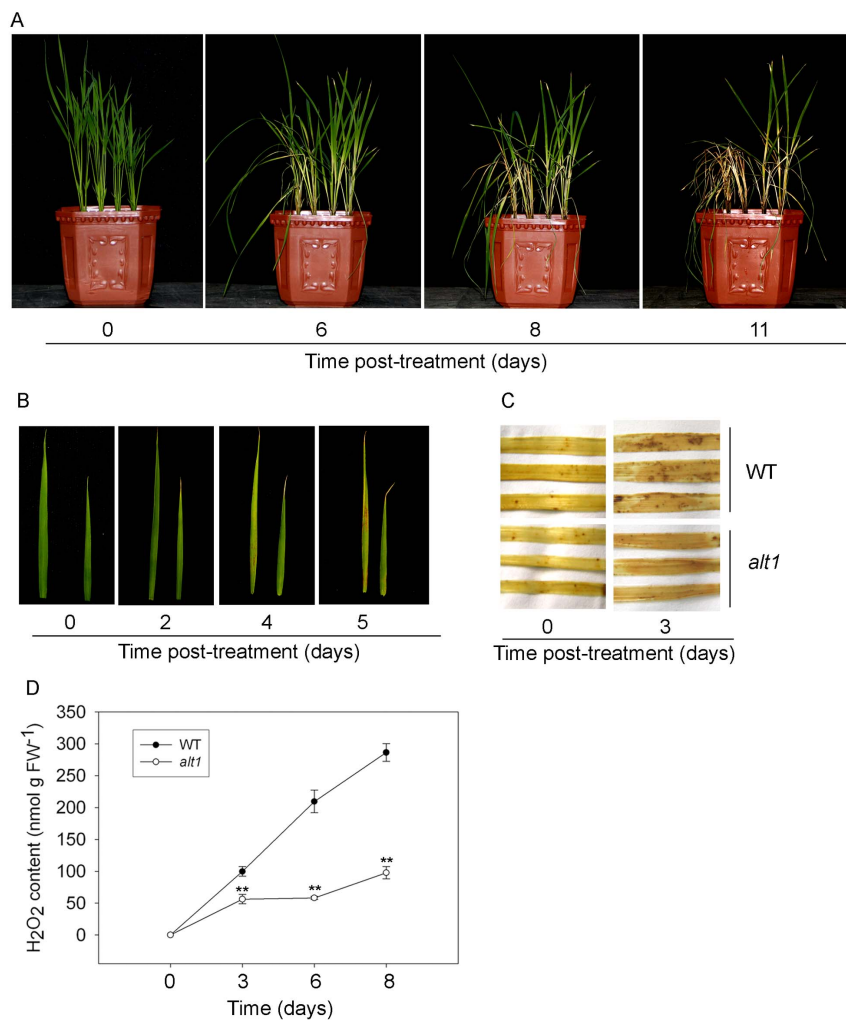 A
0 6 8 11
Time post-treatment (days)
B
0 2 4 5
Time post-treatment (days)
C
WT
alt1
0 3
Time post-treatment (days)
D
350
300
250
200
150
100
50
0
H2O2 content (nmol g FW-1)
WT
alt1
**
**
**
0 3 6 8
Time (days)